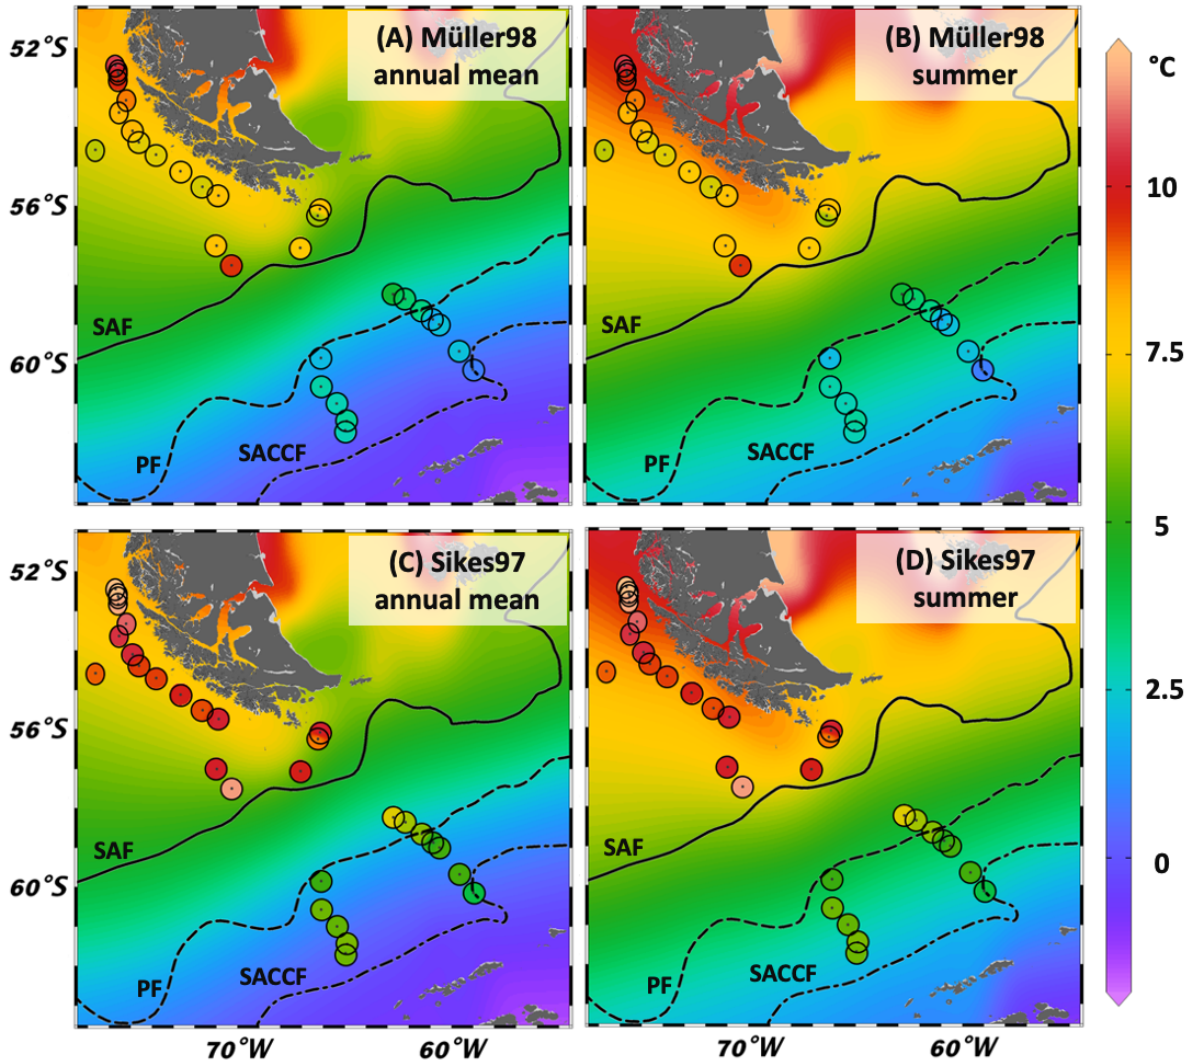 (A) Müller98
annual mean
(B) Müller98
summer
°C
52°S
56°S
60°S
SAF
PF
SACCF
SAF
PF
SACCF
10
7.5
5
2.5
0
(C) Sikes97
annual mean
(D) Sikes97
summer
52°S
56°S
60°S
SAF
PF
SACCF
SAF
PF
SACCF
70°W
60°W
70°W
60°W